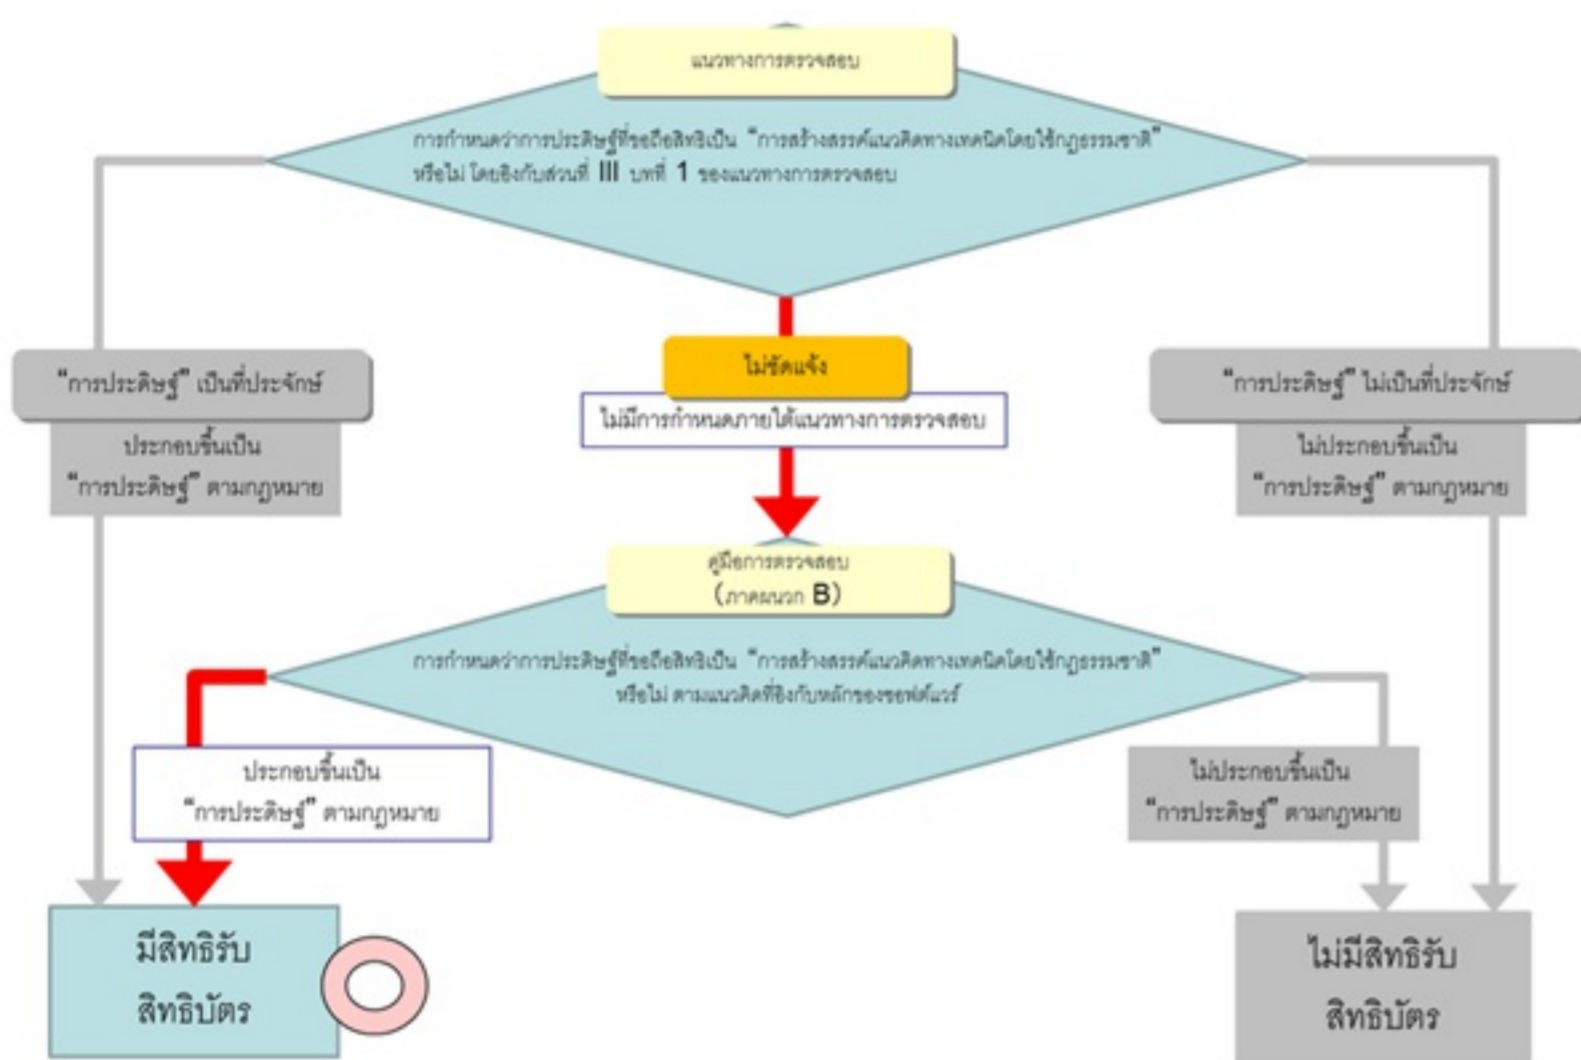 แนวทางการตรวจสอบ
การกำหนดว่าการประดิษฐ์ที่ขอถือสิทธิเป็น “การสร้างสรรค์แนวคิดทางเทคนิคโดยใช้กฎธรรมชาติ”
หรือไม่ โดยอิงกับส่วนที่ III บทที่ 1 ของแนวทางการตรวจสอบ
“การประดิษฐ์” เป็นที่ประจักษ์
ไม่ชัดแจ้ง
“การประดิษฐ์” ไม่เป็นที่ประจักษ์
ไม่มีการกำหนดภายใต้แนวทางการตรวจสอบ
ประกอบขึ้นเป็น
“การประดิษฐ์” ตามกฎหมาย
ไม่ประกอบขึ้นเป็น
“การประดิษฐ์” ตามกฎหมาย
คู่มือการตรวจสอบ
(ภาคผนวก B)
การกำหนดว่าการประดิษฐ์ที่ขอถือสิทธิเป็น “การสร้างสรรค์แนวคิดทางเทคนิคโดยใช้กฎธรรมชาติ”
หรือไม่ ตามแนวคิดที่อิงกับหลักของซอฟต์แวร์
ประกอบขึ้นเป็น
“การประดิษฐ์” ตามกฎหมาย
ไม่ประกอบขึ้นเป็น
“การประดิษฐ์” ตามกฎหมาย
มีสิทธิรับ
สิทธิบัตร
ไม่มีสิทธิรับ
สิทธิบัตร